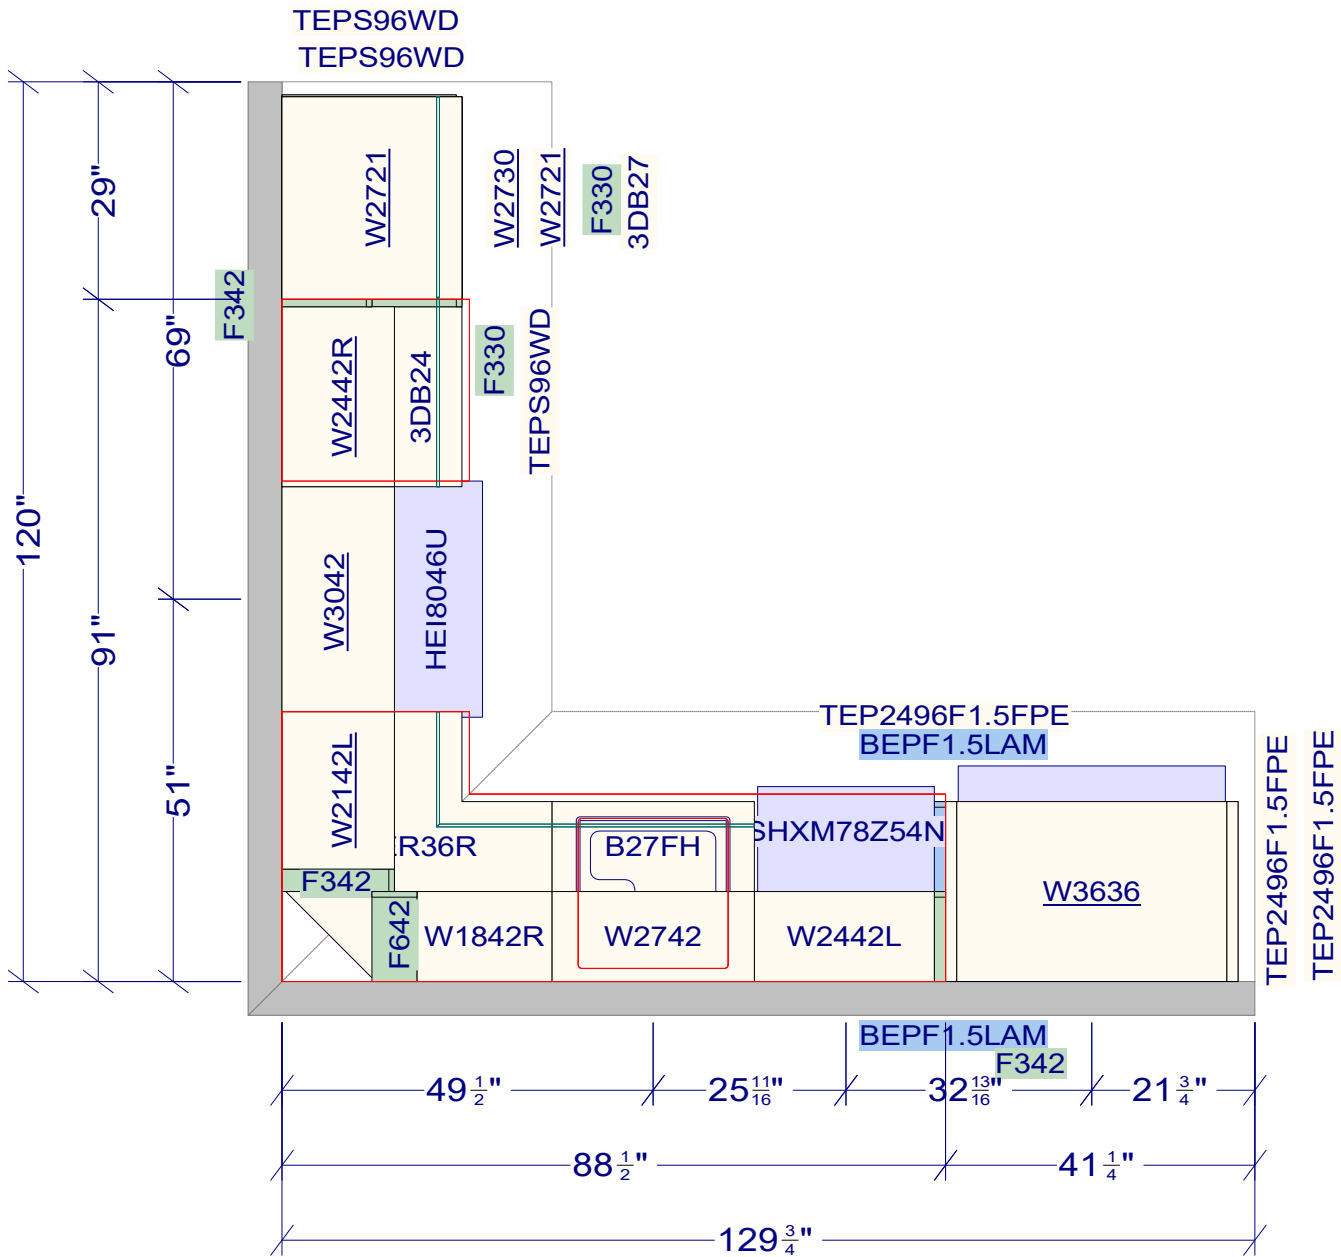 TEPS96WD
TEPS96WD
W2721
W2730
W2721
F330
3DB27
29"
F342
69"
W2442R
3DB24
F330
TEPS96WD
120"
91"
W3042
HEI8046U
51"
W2142L
TEP2496F1.5FPE
BEPF1.5LAM
TEP2496F1.5FPE
TEP2496F1.5FPE
R36R
B27FH
SHXM78Z54N
F342
W3636
F642
W1842R
W2742
W2442L
BEPF1.5LAM
F342
49 1/2"
25 11/16"
32 13/16"
21 3/4"
88 1/2"
41 1/4"
129 3/4"